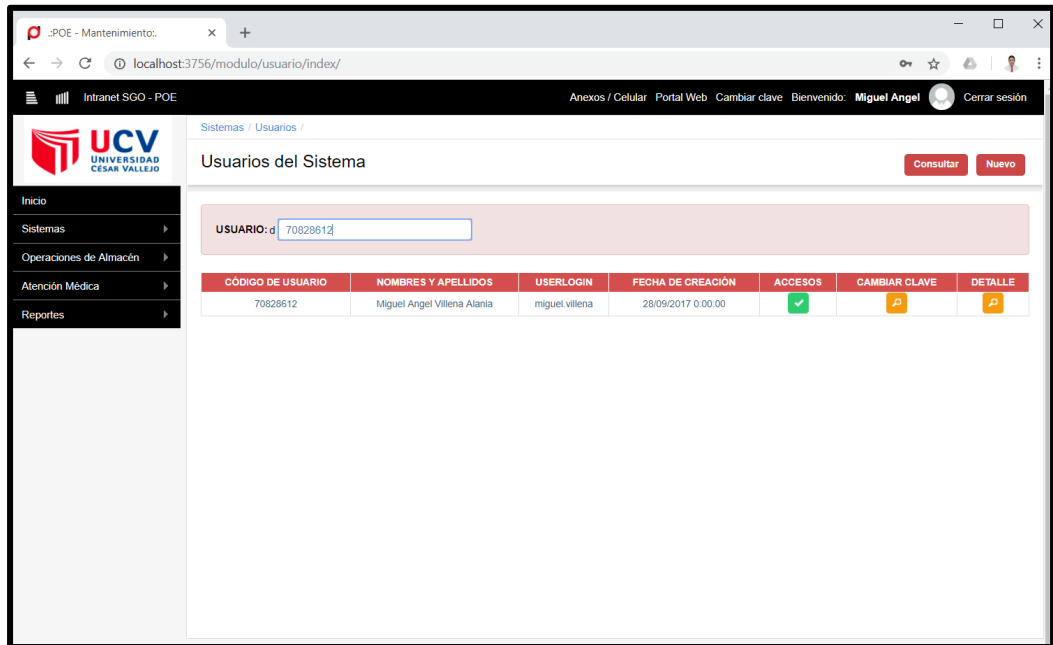 .:POE - Mantenimiento:.
localhost:3756/modulo/usuario/index/
Intranet SGO - POE
Anexos / Celular Portal Web Cambiar clave Bienvenido: Miguel Angel Cerrar sesión
UCV
UNIVERSIDAD
CÉSAR VALLEJO
Sistemas / Usuarios /
Usuarios del Sistema
Consultar Nuevo
Inicio
Sistemas
Operaciones de Almacén
Atención Médica
Reportes
USUARIO: d 70828612
CÓDIGO DE USUARIO NOMBRES Y APELLIDOS USERLOGIN FECHA DE CREACIÓN ACCESOS CAMBIAR CLAVE DETALLE
70828612 Miguel Angel Villena Alania miguel.villena 28/09/2017 0:00:00